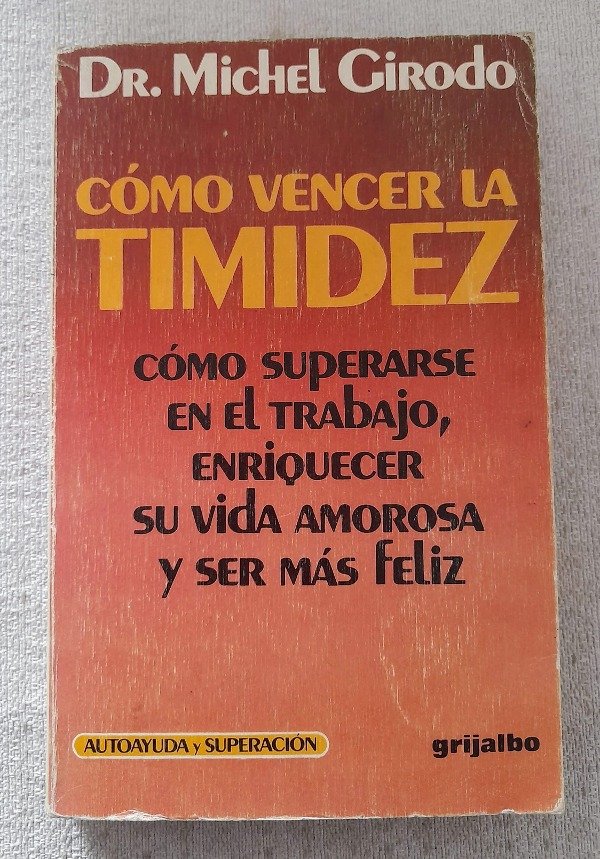 Dr. Michel Girodo
CÓMO VENCER LA
TIMIDEZ
CÓMO SUPERARSE
EN EL TRABAJO,
ENRIQUECER
SU VIDA AMOROSA
Y SER MÁS FELIZ
AUTOAYUDA y SUPERACIÓN
grijalbo